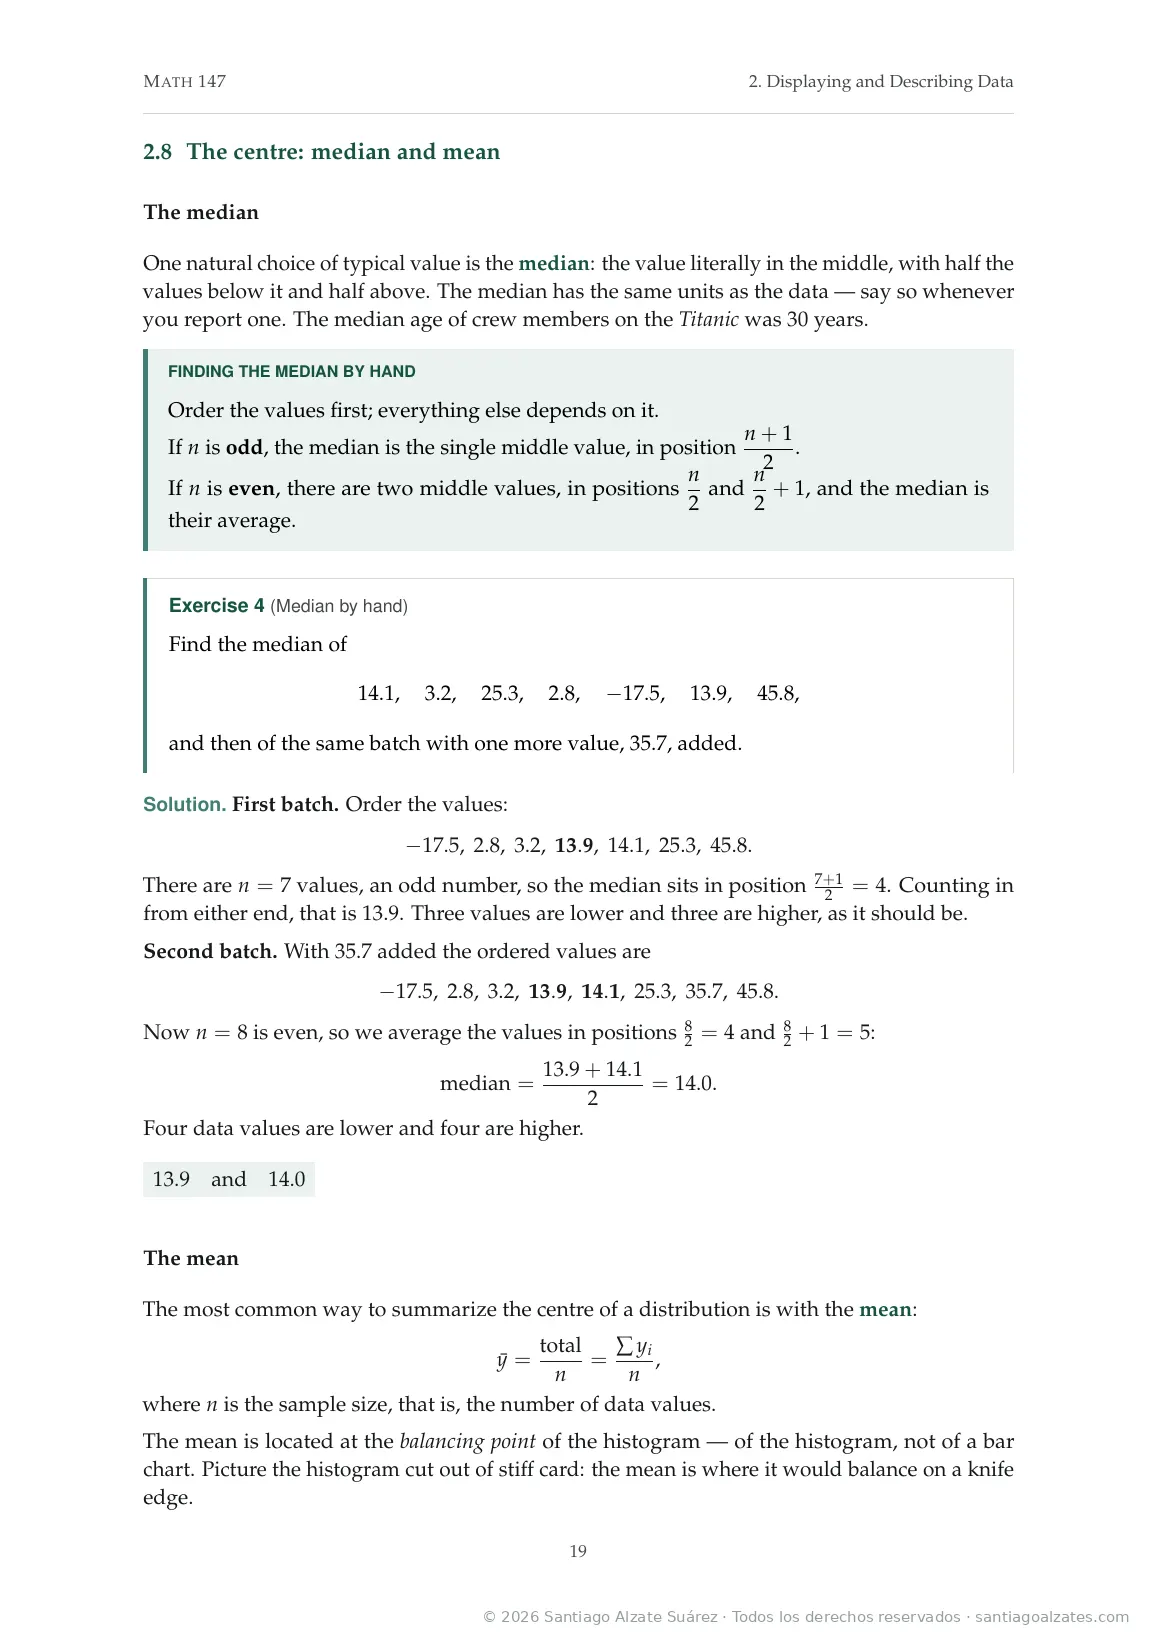 MATH 147 2. Displaying and Describing Data
2.8 The centre: median and mean
The median
One natural choice of typical value is the median: the value literally in the middle, with half the
values below it and half above. The median has the same units as the data — say so whenever
you report one. The median age of crew members on the Titanic was 30 years.
FINDING THE MEDIAN BY HAND
Order the values first; everything else depends on it.
If n is odd, the median is the single middle value, in position (n + 1)/2.
If n is even, there are two middle values, in positions n/2 and n/2 + 1, and the median is
their average.
Exercise 4 (Median by hand)
Find the median of
14.1, 3.2, 25.3, 2.8, −17.5, 13.9, 45.8,
and then of the same batch with one more value, 35.7, added.
Solution. First batch. Order the values:
−17.5, 2.8, 3.2, 13.9, 14.1, 25.3, 45.8.
There are n = 7 values, an odd number, so the median sits in position (7+1)/2 = 4. Counting in
from either end, that is 13.9. Three values are lower and three are higher, as it should be.
Second batch. With 35.7 added the ordered values are
−17.5, 2.8, 3.2, 13.9, 14.1, 25.3, 35.7, 45.8.
Now n = 8 is even, so we average the values in positions 8/2 = 4 and 8/2 + 1 = 5:
median = (13.9 + 14.1)/2 = 14.0.
Four data values are lower and four are higher.
13.9 and 14.0
The mean
The most common way to summarize the centre of a distribution is with the mean:
ȳ = total/n = ∑ yᵢ/n,
where n is the sample size, that is, the number of data values.
The mean is located at the balancing point of the histogram — of the histogram, not of a bar
chart. Picture the histogram cut out of stiff card: the mean is where it would balance on a knife
edge.
19
© 2026 Santiago Alzate Suárez · Todos los derechos reservados · santiagoalzates.com